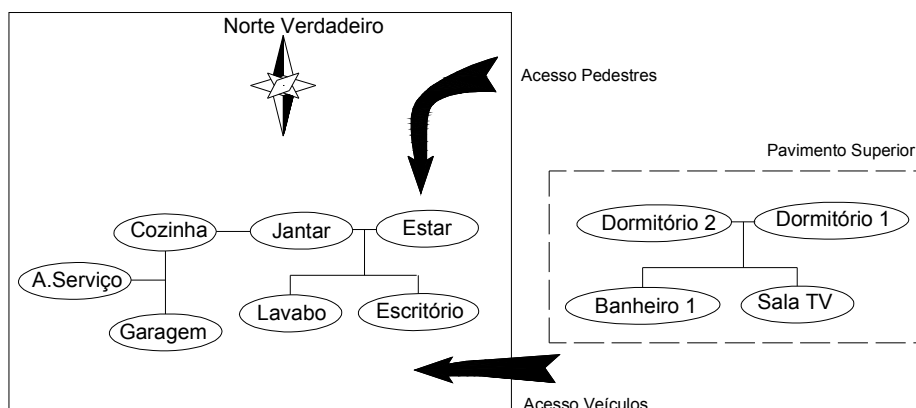 Norte Verdadeiro
Acesso Pedestres
Pavimento Superior
Cozinha
Jantar
Estar
A.Serviço
Garagem
Lavabo
Escritório
Dormitório 2
Dormitório 1
Banheiro 1
Sala TV
Acesso Veículos